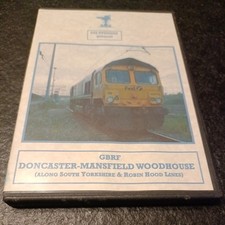 GBRF
DONCASTER-MANSFIELD WOODHOUSE
(ALONG SOUTH YORKSHIRE & ROBIN HOOD LINES)